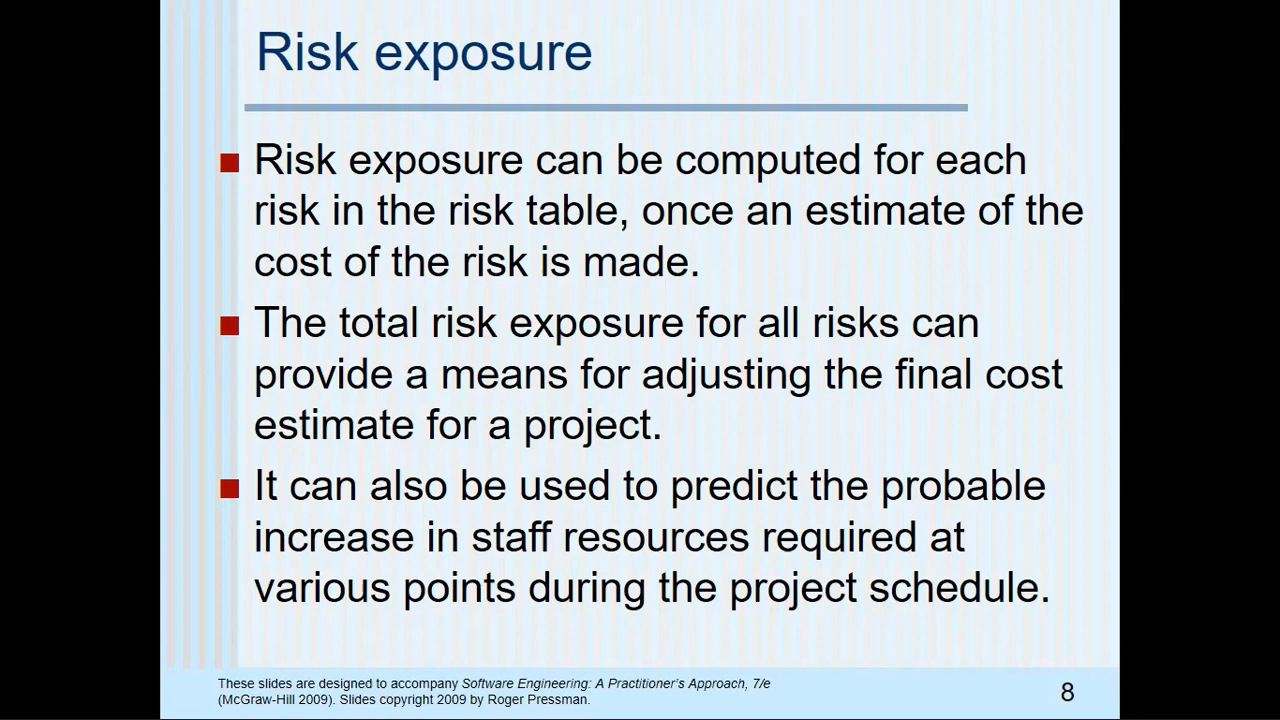 Risk exposure
Risk exposure can be computed for each
risk in the risk table, once an estimate of the
cost of the risk is made.
The total risk exposure for all risks can
provide a means for adjusting the final cost
estimate for a project.
It can also be used to predict the probable
increase in staff resources required at
various points during the project schedule.
These slides are designed to accompany Software Engineering: A Practitioner's Approach, 7/e
(McGraw-Hill 2009). Slides copyright 2009 by Roger Pressman.
8